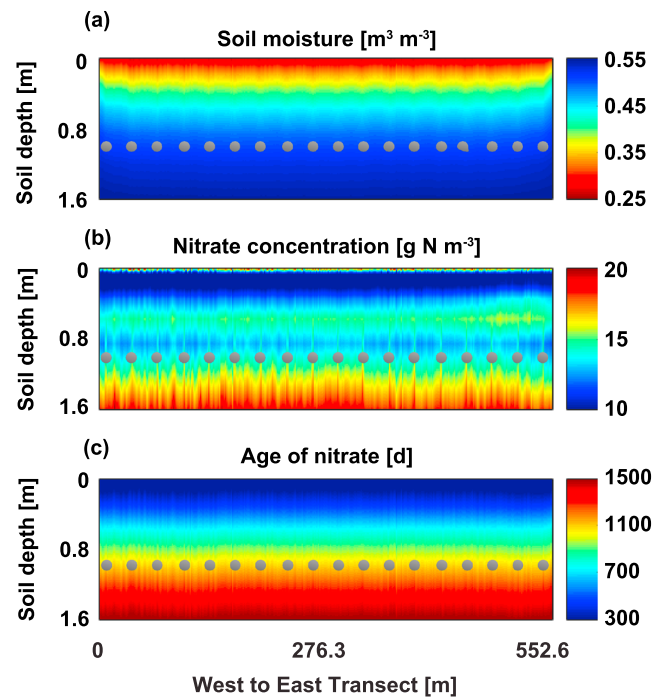 (a)
Soil moisture [m³ m⁻³]
Soil depth [m]
0
0.8
1.6
0.55
0.45
0.35
0.25
(b)
Nitrate concentration [g N m⁻³]
Soil depth [m]
0
0.8
1.6
20
15
10
(c)
Age of nitrate [d]
Soil depth [m]
0
0.8
1.6
1500
1100
700
300
0 276.3 552.6
West to East Transect [m]